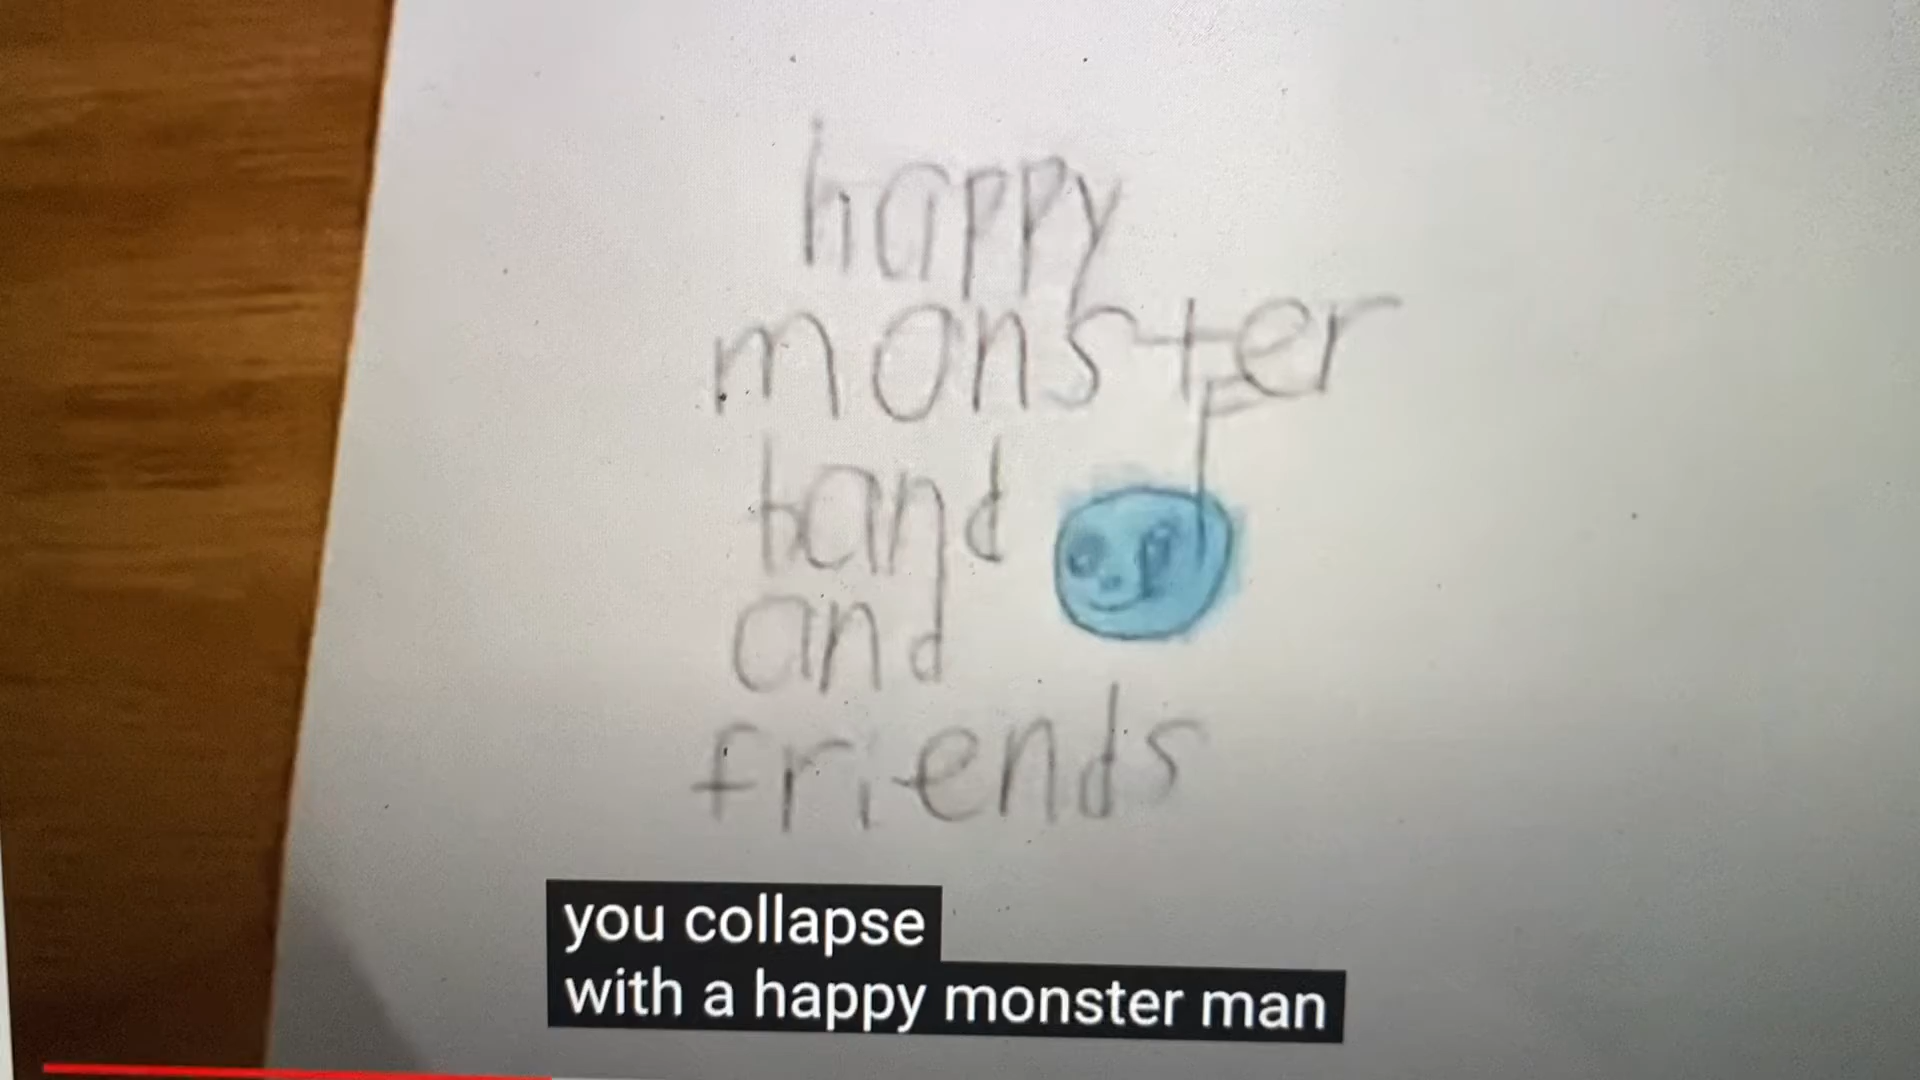 happy
monster
band
and
friends
you collapse
with a happy monster man